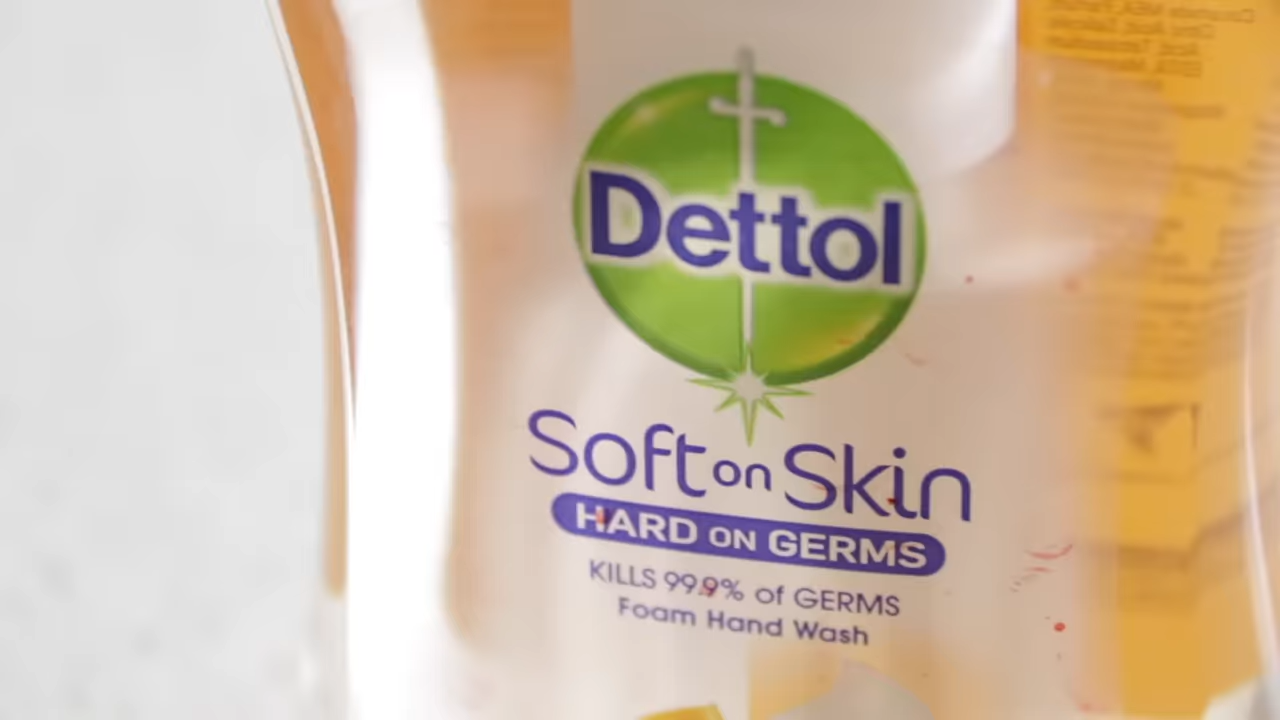 Dettol
Soft on Skin
HARD ON GERMS
KILLS 99.9% of GERMS
Foam Hand Wash